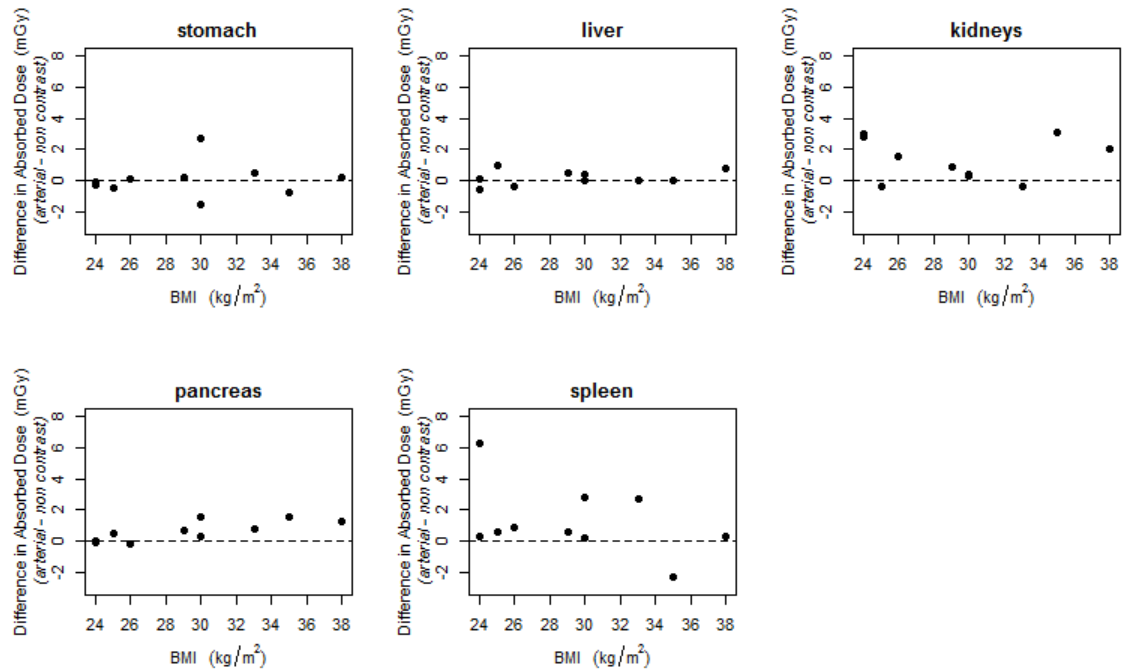 stomach
Difference in Absorbed Dose (mGy)
(arterial − non contrast)
8
6
4
2
0
-2
24 26 28 30 32 34 36 38
BMI (kg/m²)
liver
Difference in Absorbed Dose (mGy)
(arterial − non contrast)
8
6
4
2
0
-2
24 26 28 30 32 34 36 38
BMI (kg/m²)
kidneys
Difference in Absorbed Dose (mGy)
(arterial − non contrast)
8
6
4
2
0
-2
24 26 28 30 32 34 36 38
BMI (kg/m²)
pancreas
Difference in Absorbed Dose (mGy)
(arterial − non contrast)
8
6
4
2
0
-2
24 26 28 30 32 34 36 38
BMI (kg/m²)
spleen
Difference in Absorbed Dose (mGy)
(arterial − non contrast)
8
6
4
2
0
-2
24 26 28 30 32 34 36 38
BMI (kg/m²)